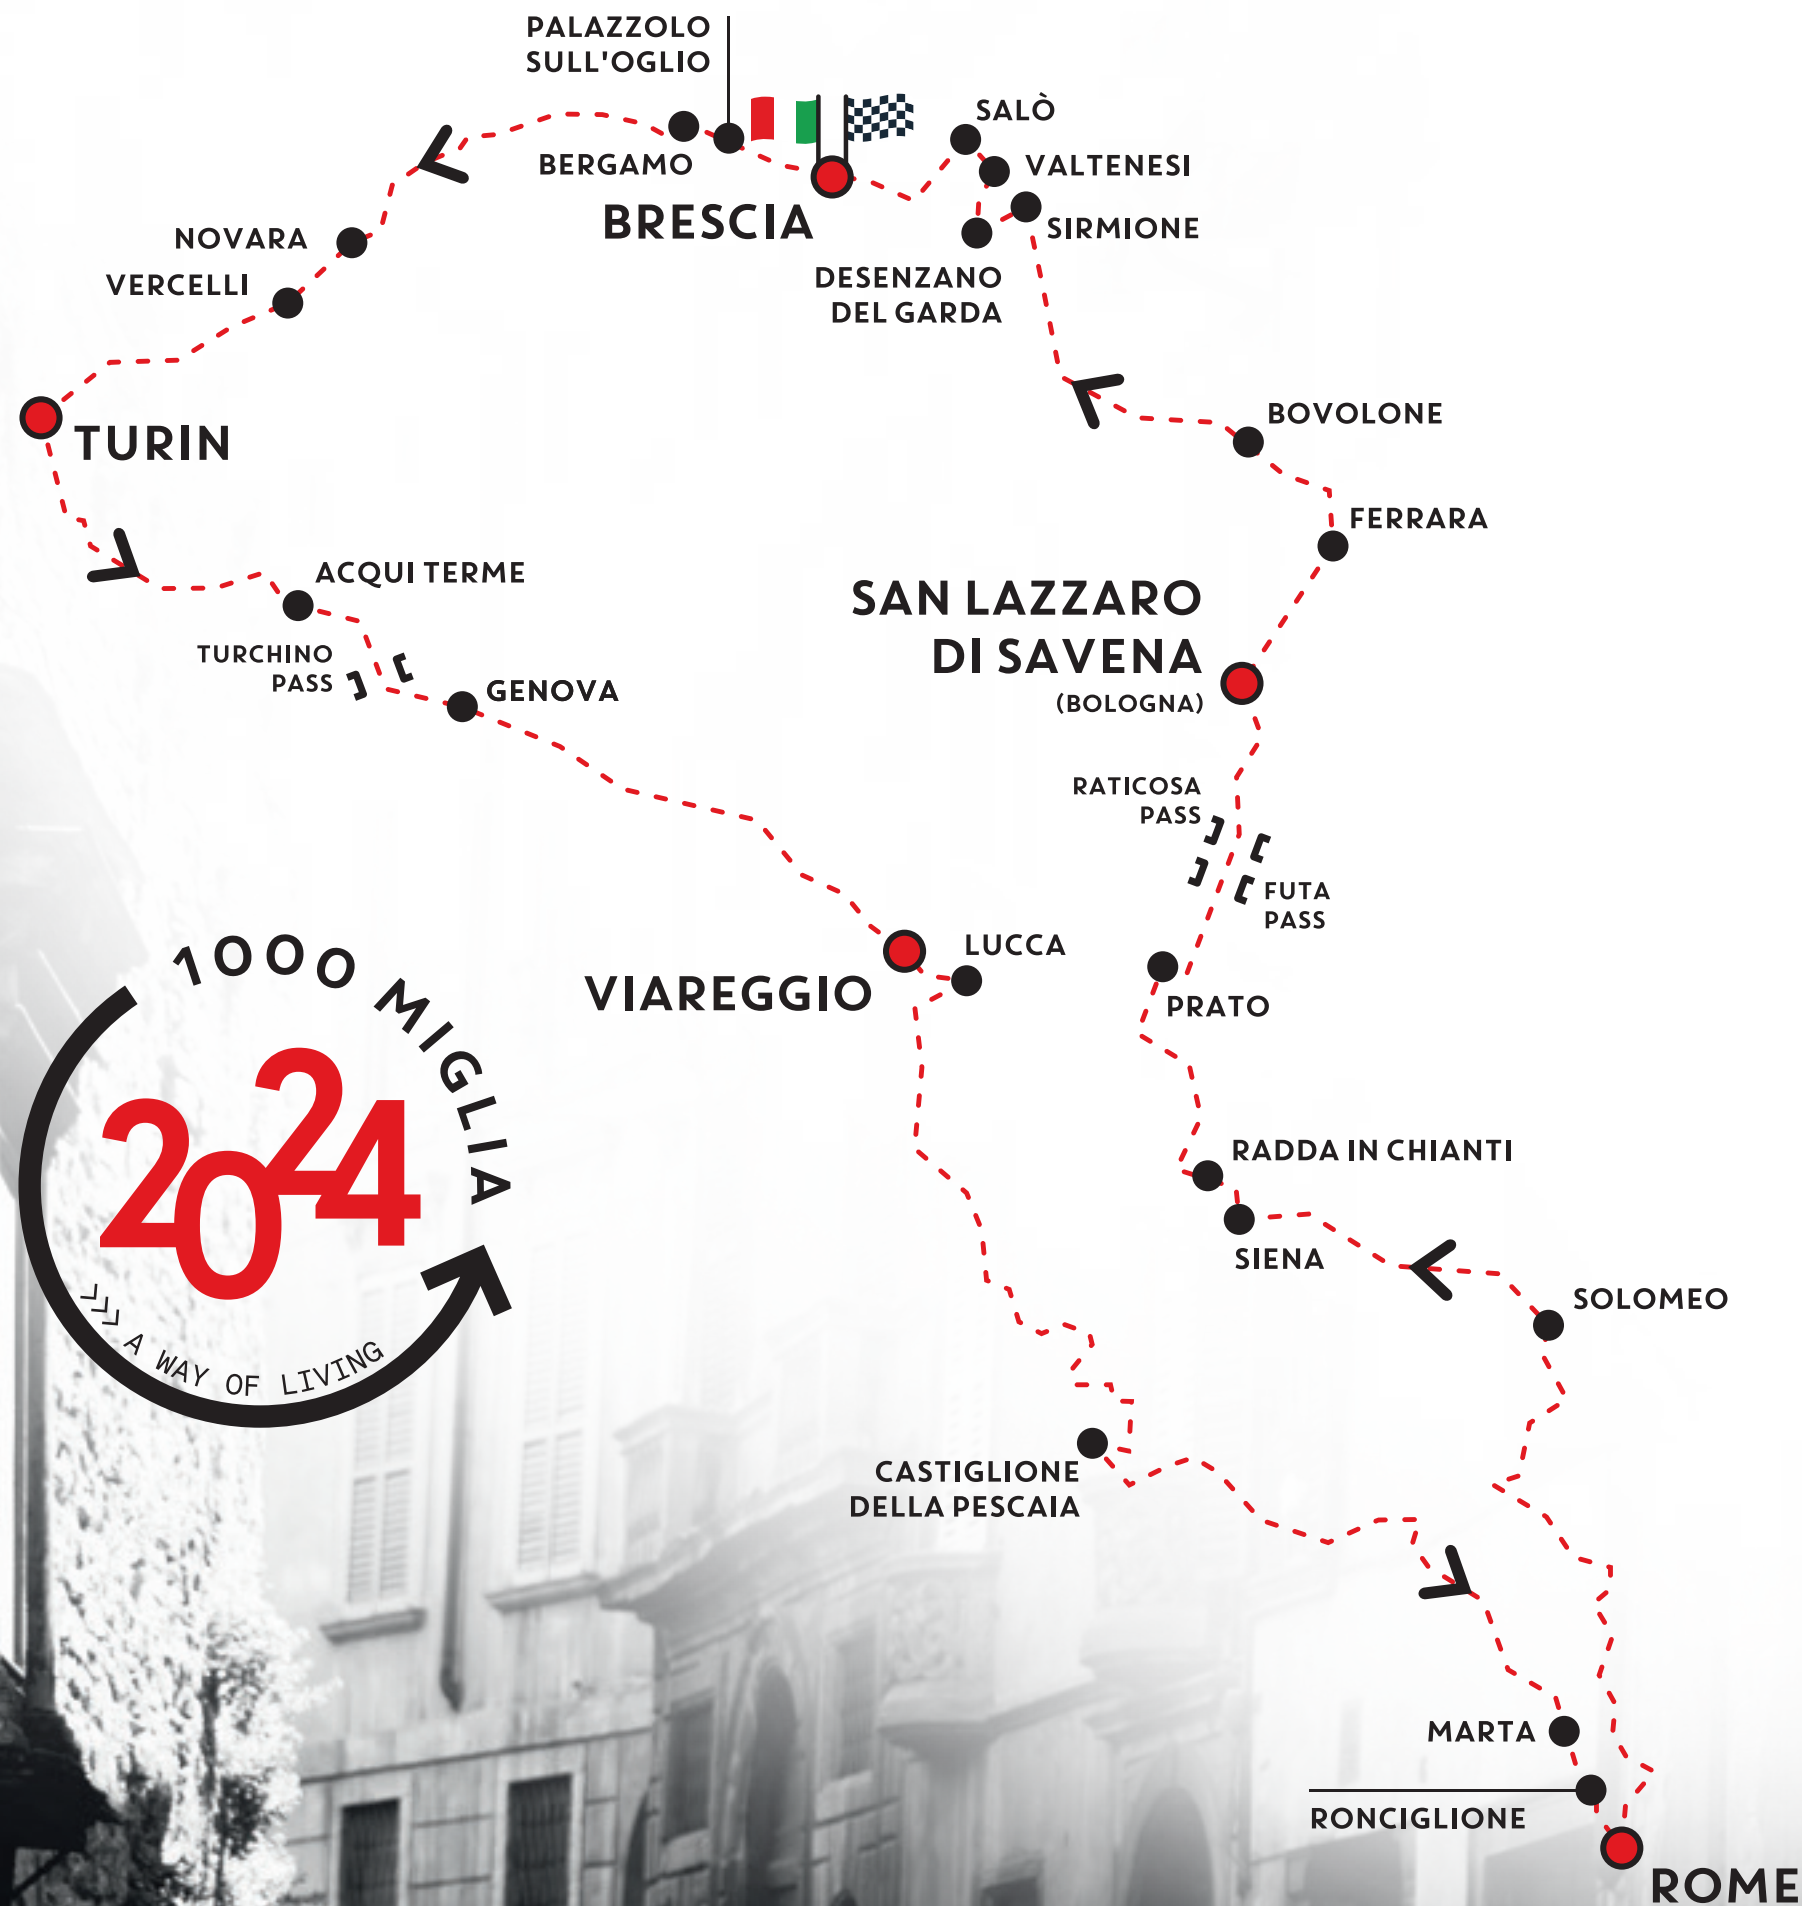 PALAZZOLO
SULL'OGLIO
SALÒ
BERGAMO
VALTENESI
BRESCIA
SIRMIONE
NOVARA
VERCELLI
DESENZANO
DEL GARDA
TURIN
BOVOLONE
FERRARA
ACQUI TERME
SAN LAZZARO
DI SAVENA
(BOLOGNA)
TURCHINO
PASS
GENOVA
RATICOSA
PASS
FUTA
PASS
LUCCA
VIAREGGIO
PRATO
1000 MIGLIA
2024
A WAY OF LIVING
RADDA IN CHIANTI
SIENA
SOLOMEO
CASTIGLIONE
DELLA PESCAIA
MARTA
RONCIGLIONE
ROME